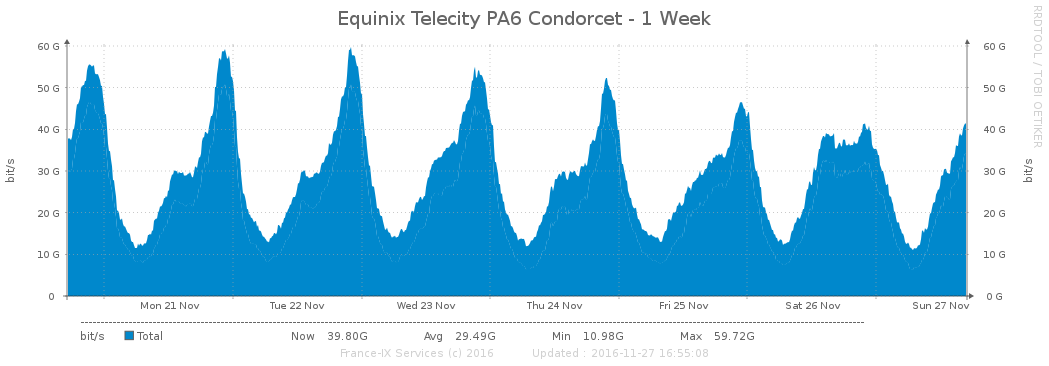 Equinix Telecity PA6 Condorcet - 1 Week
RRDTOOL / TOBI OETIKER
60 G 60 G
50 G 50 G
40 G 40 G
30 G 30 G
20 G 20 G
10 G 10 G
0 0 G
bit/s
bit/s
Mon 21 Nov Tue 22 Nov Wed 23 Nov Thu 24 Nov Fri 25 Nov Sat 26 Nov Sun 27 Nov
bit/s Total Now 39.80G Avg 29.49G Min 10.98G Max 59.72G
France-IX Services (c) 2016 Updated : 2016-11-27 16:55:08